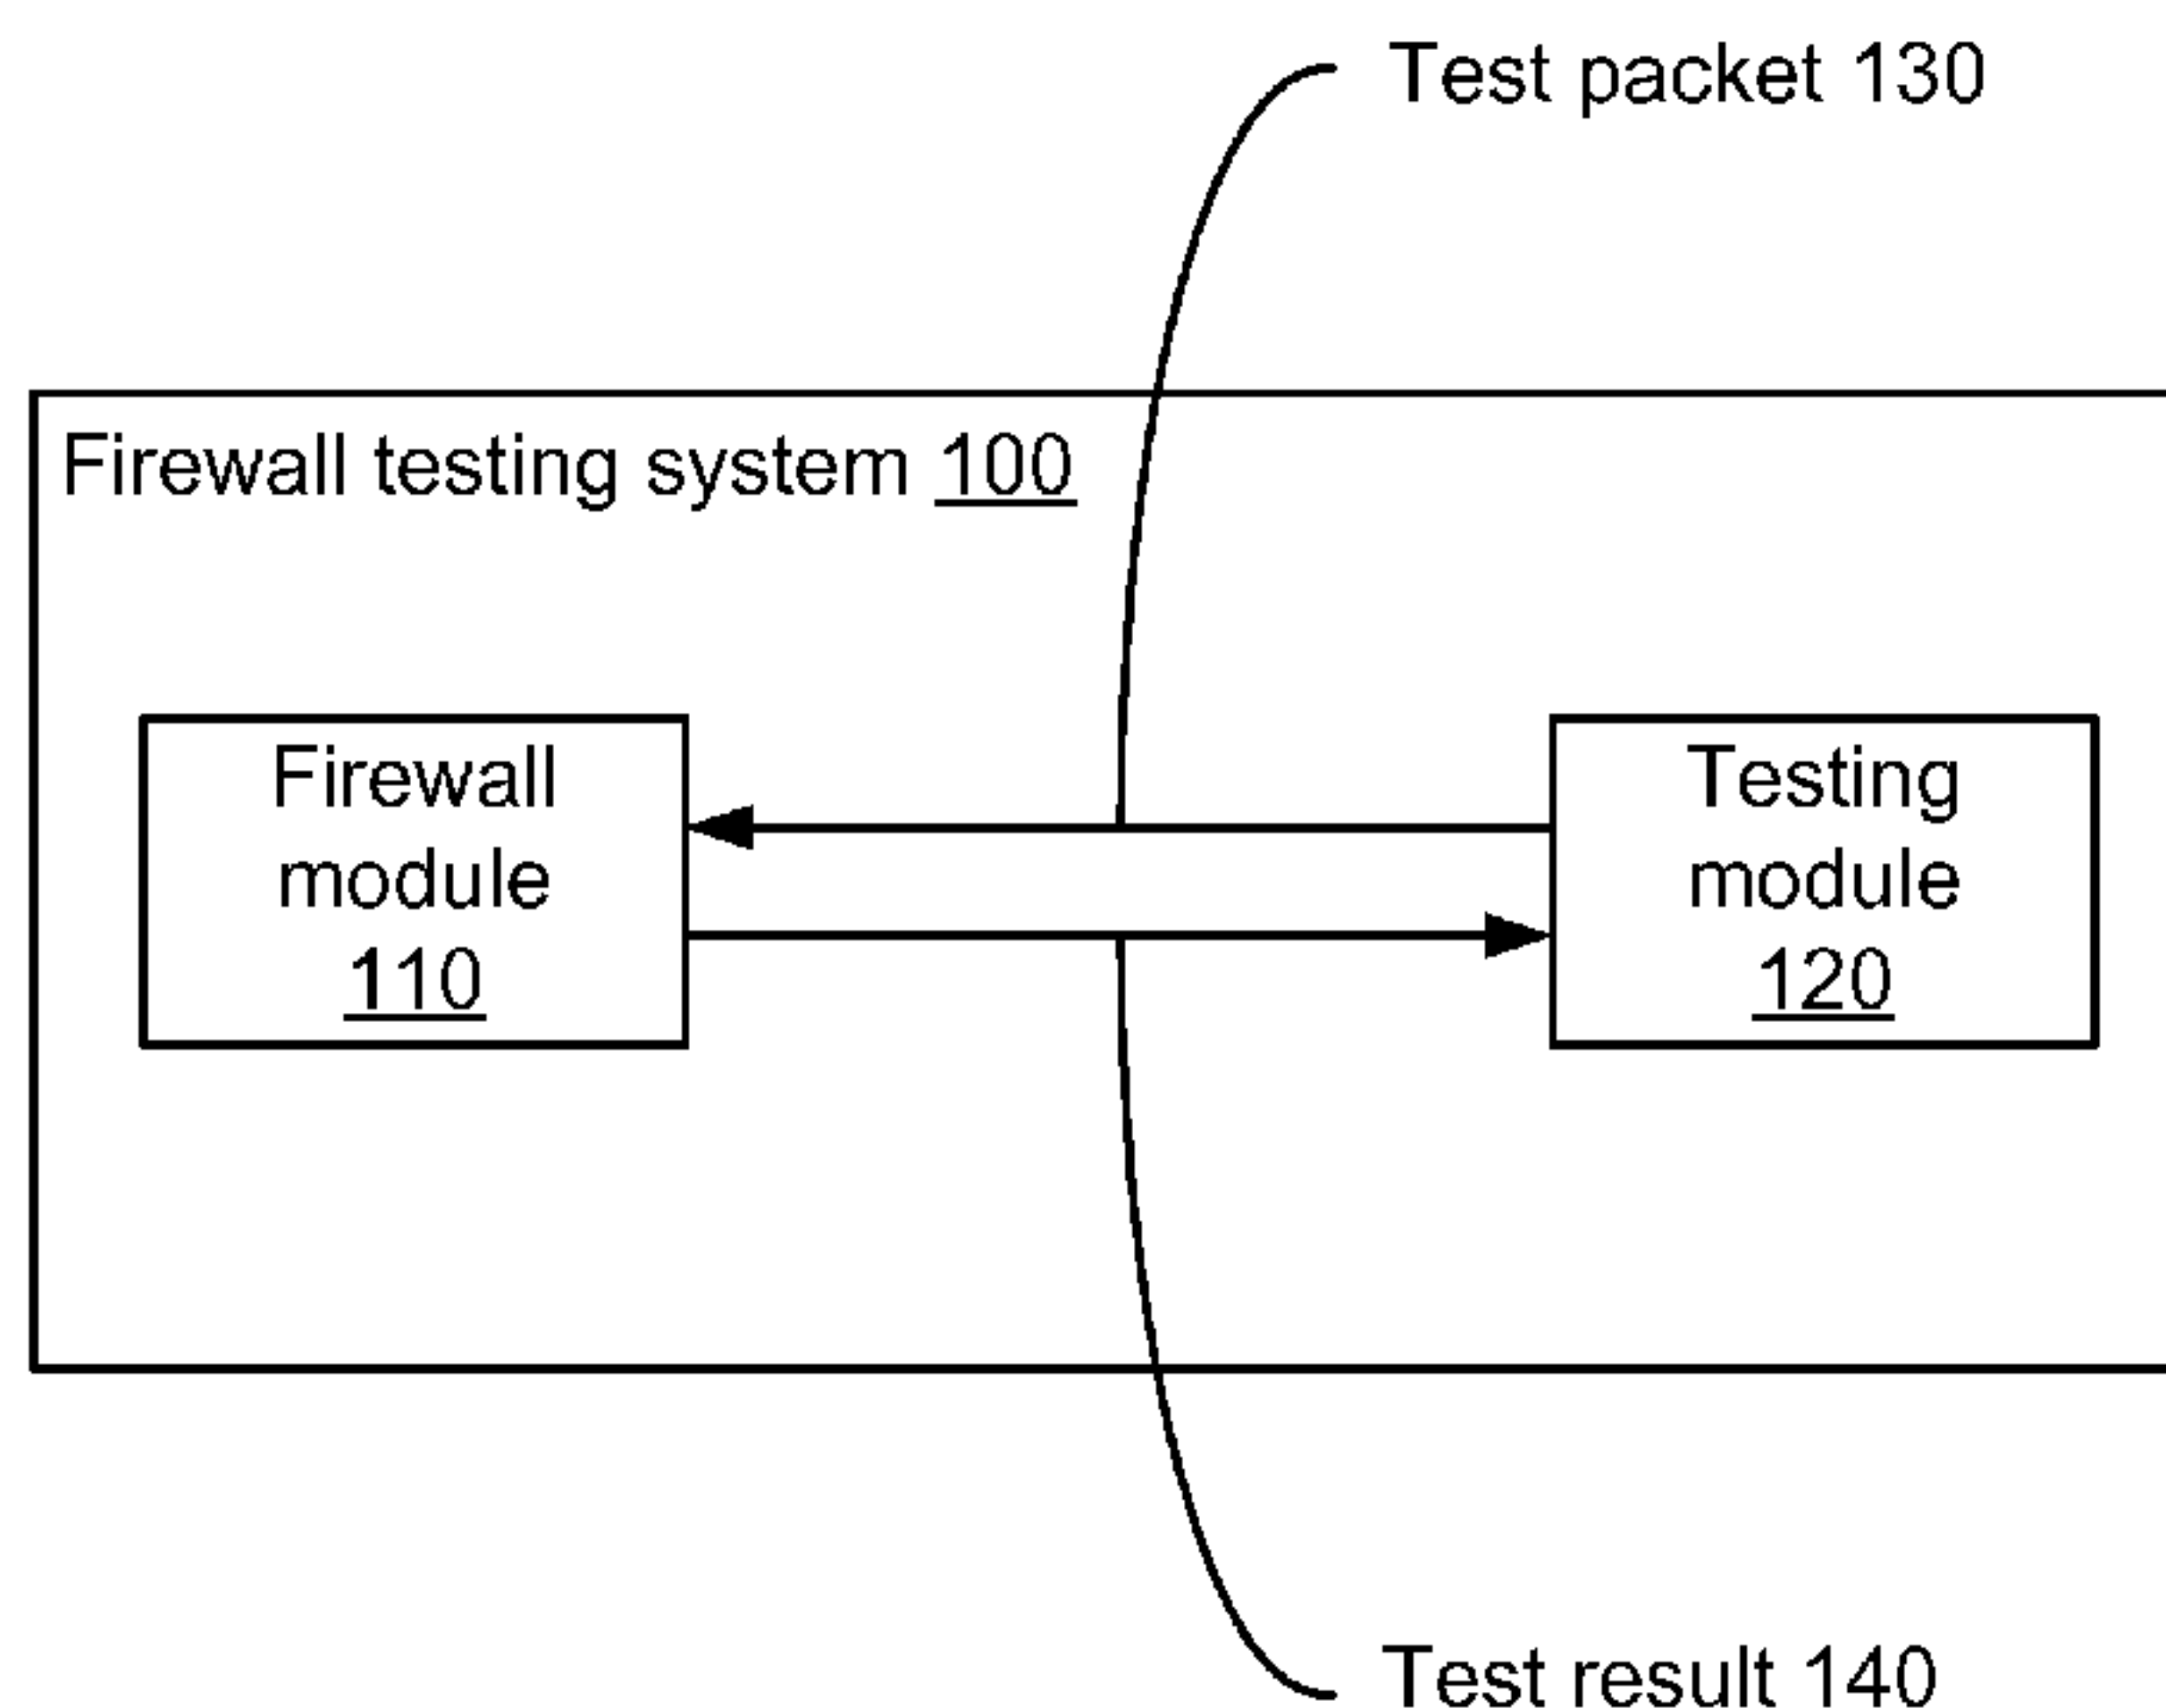 Test packet 130
Firewall testing system 100
Firewall
module
110
Testing
module
120
Test result 140